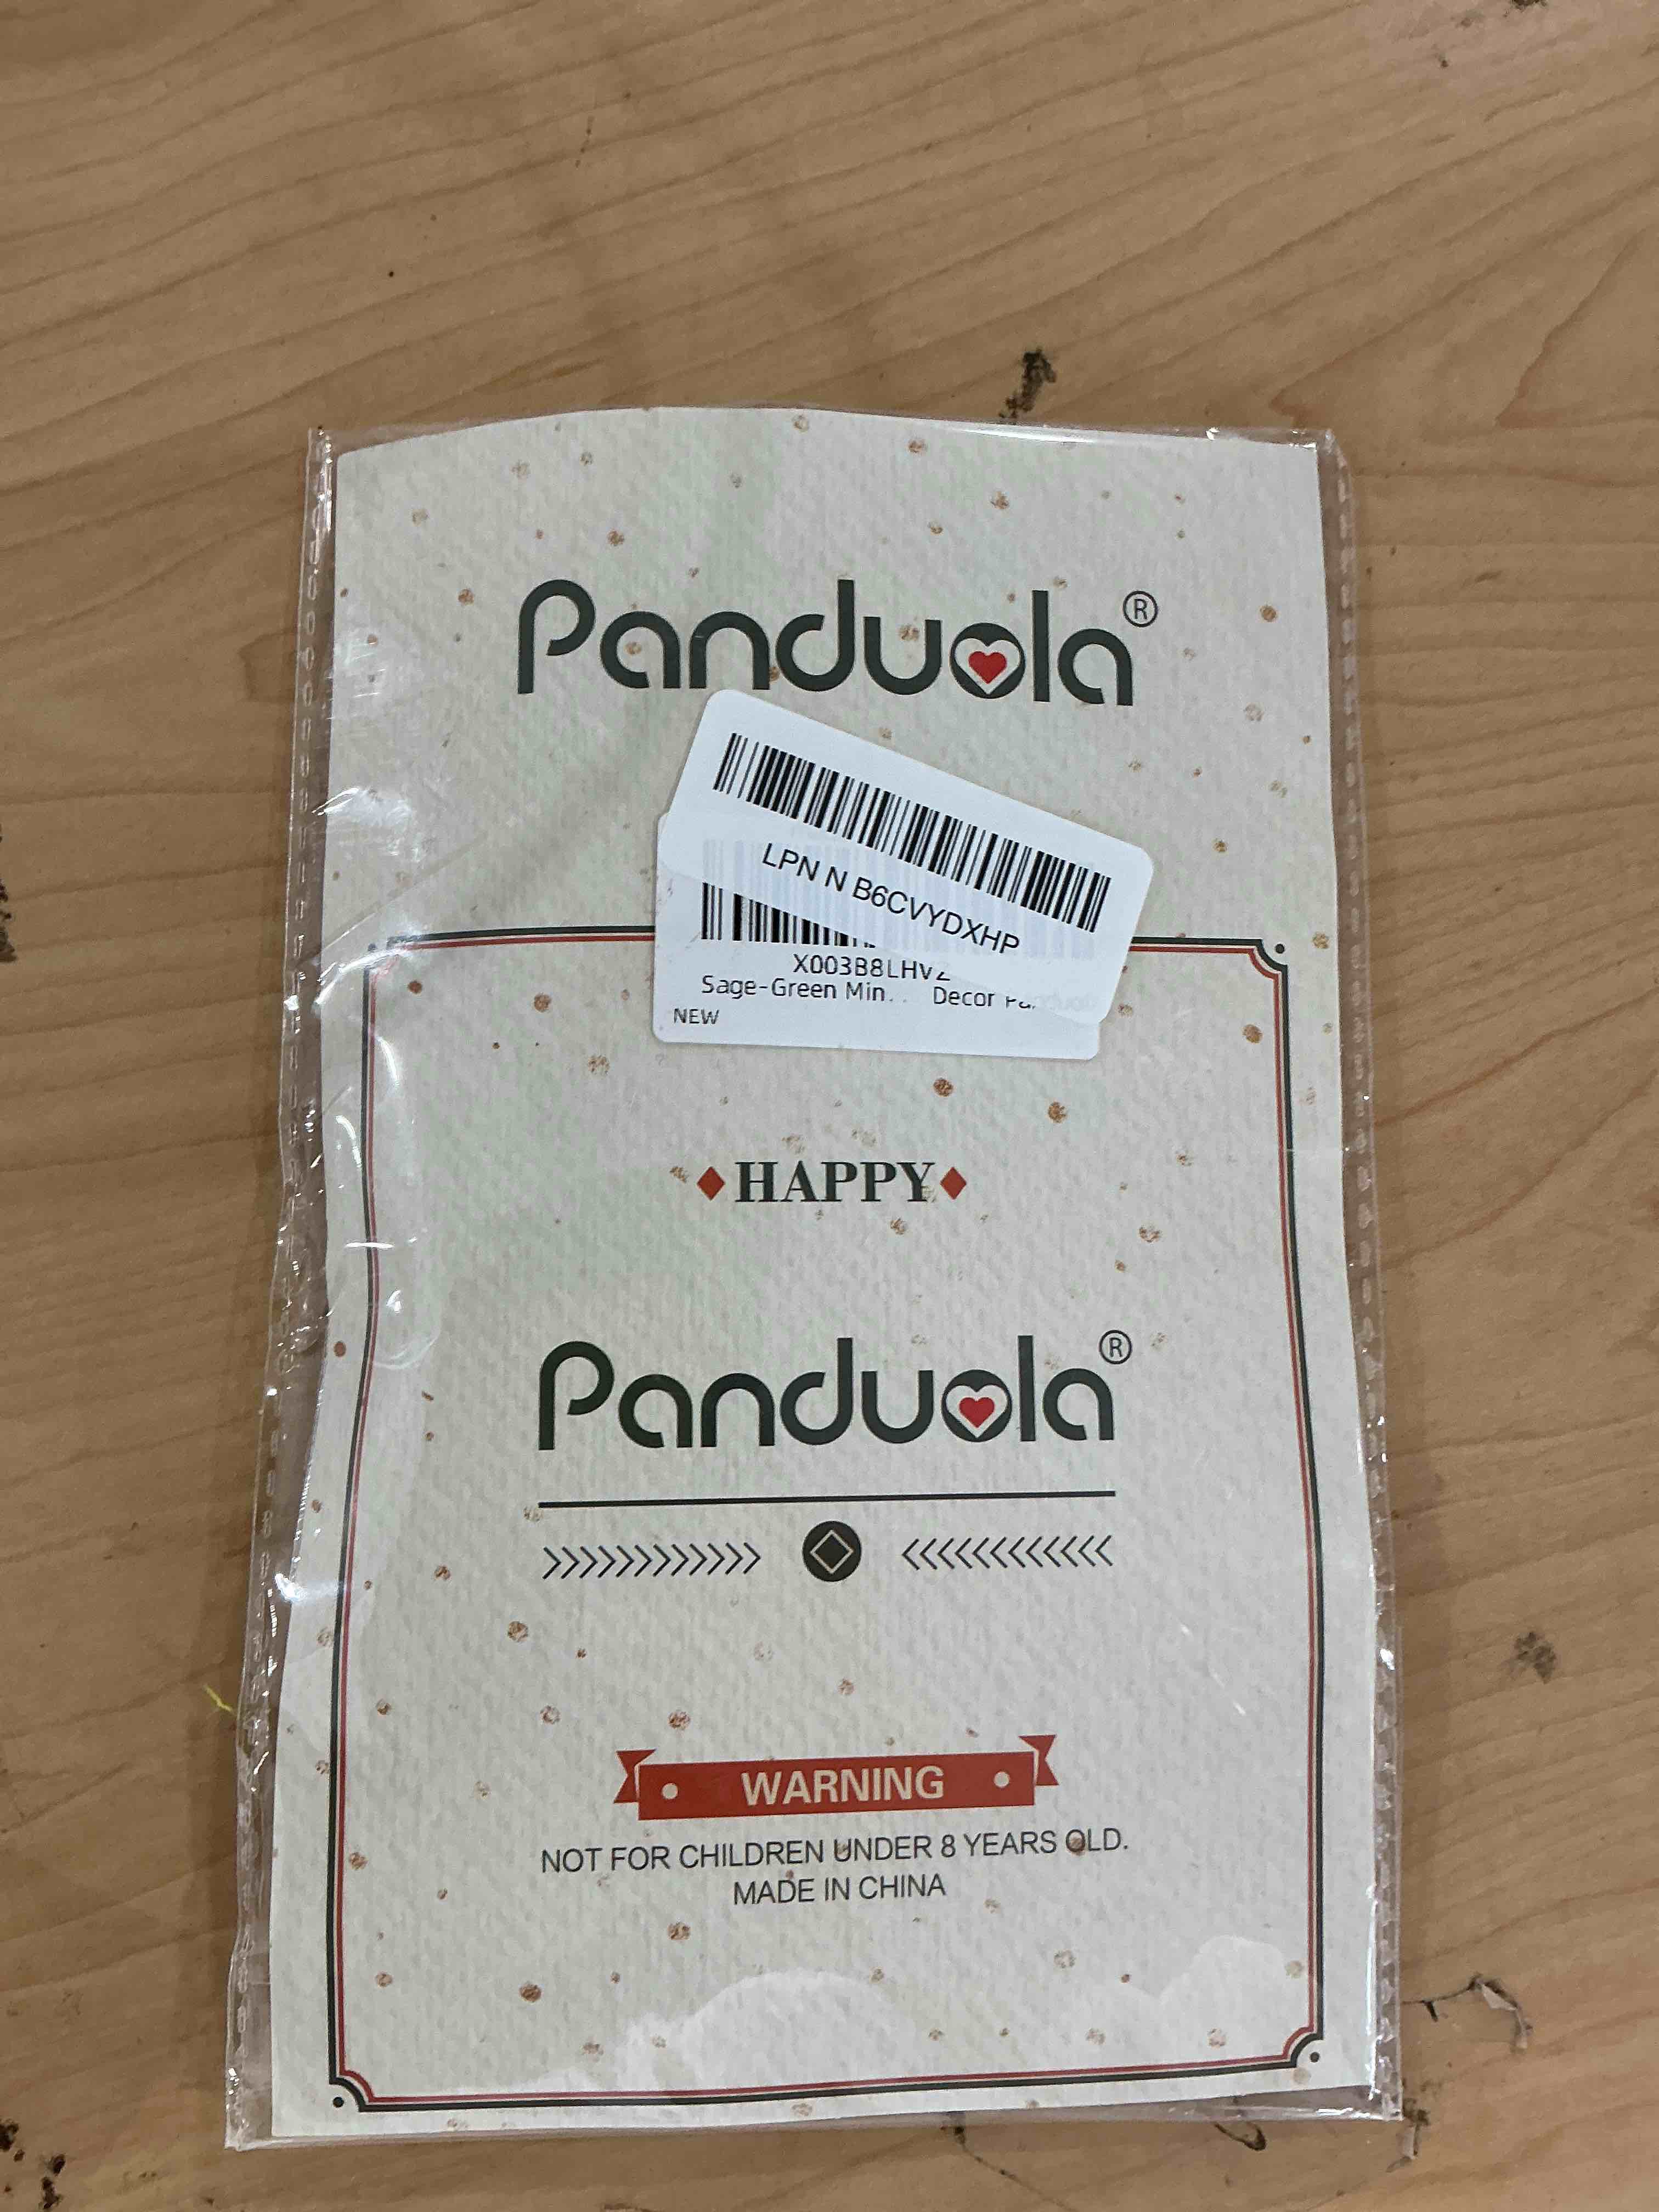 Panduola®
LPN N B6CVYDXHP
X003B8LHV
Sage-Green Min... Decor
NEW
HAPPY
Panduola®
WARNING
NOT FOR CHILDREN UNDER 8 YEARS OLD.
MADE IN CHINA